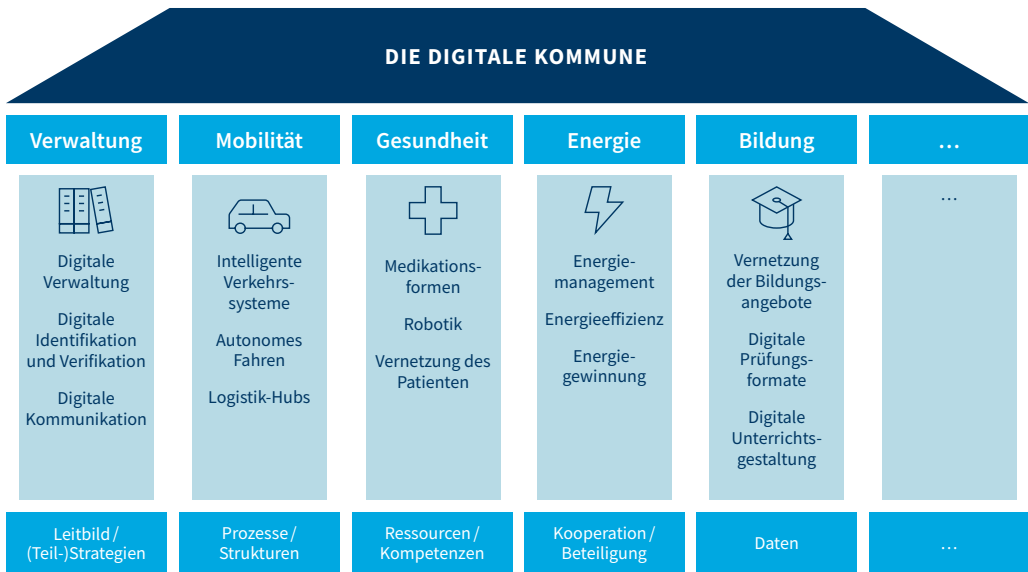 DIE DIGITALE KOMMUNE
Verwaltung
Mobilität
Gesundheit
Energie
Bildung
…
Digitale
Verwaltung
Digitale
Identifikation
und Verifikation
Digitale
Kommunikation
Intelligente
Verkehrs-
systeme
Autonomes
Fahren
Logistik-Hubs
Medikations-
formen
Robotik
Vernetzung des
Patienten
Energie-
management
Energieeffizienz
Energie-
gewinnung
Vernetzung
der Bildungs-
angebote
Digitale
Prüfungs-
formate
Digitale
Unterrichts-
gestaltung
…
Leitbild /
(Teil-)Strategien
Prozesse /
Strukturen
Ressourcen /
Kompetenzen
Kooperation /
Beteiligung
Daten
…